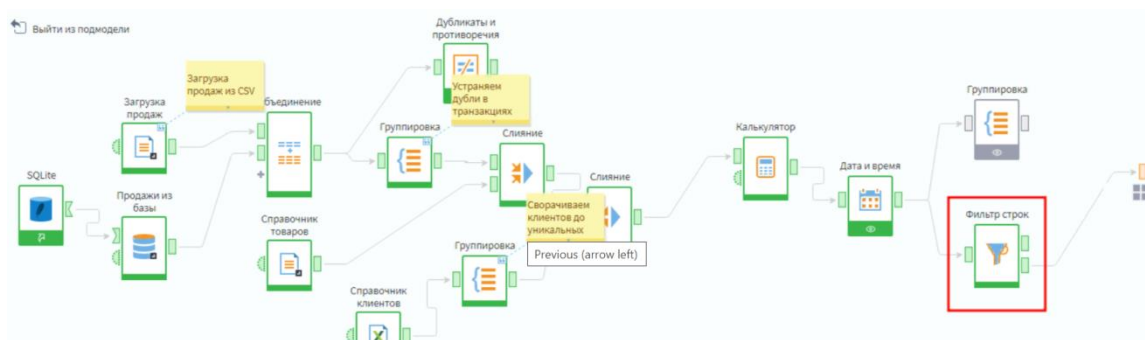 Выйти из подмодели
Дубликаты и
противоречия
Загрузка
продаж из CSV
Устраняем
дубли в
транзакциях
Загрузка
продаж
бъединение
Группировка
Слияние
Группировка
Калькулятор
Дата и время
SQLite
Продажи из
базы
Слияние
Сворачиваем
клиентов до
уникальных
Справочник
товаров
Фильтр строк
Группировка
Previous (arrow left)
Справочник
клиентов